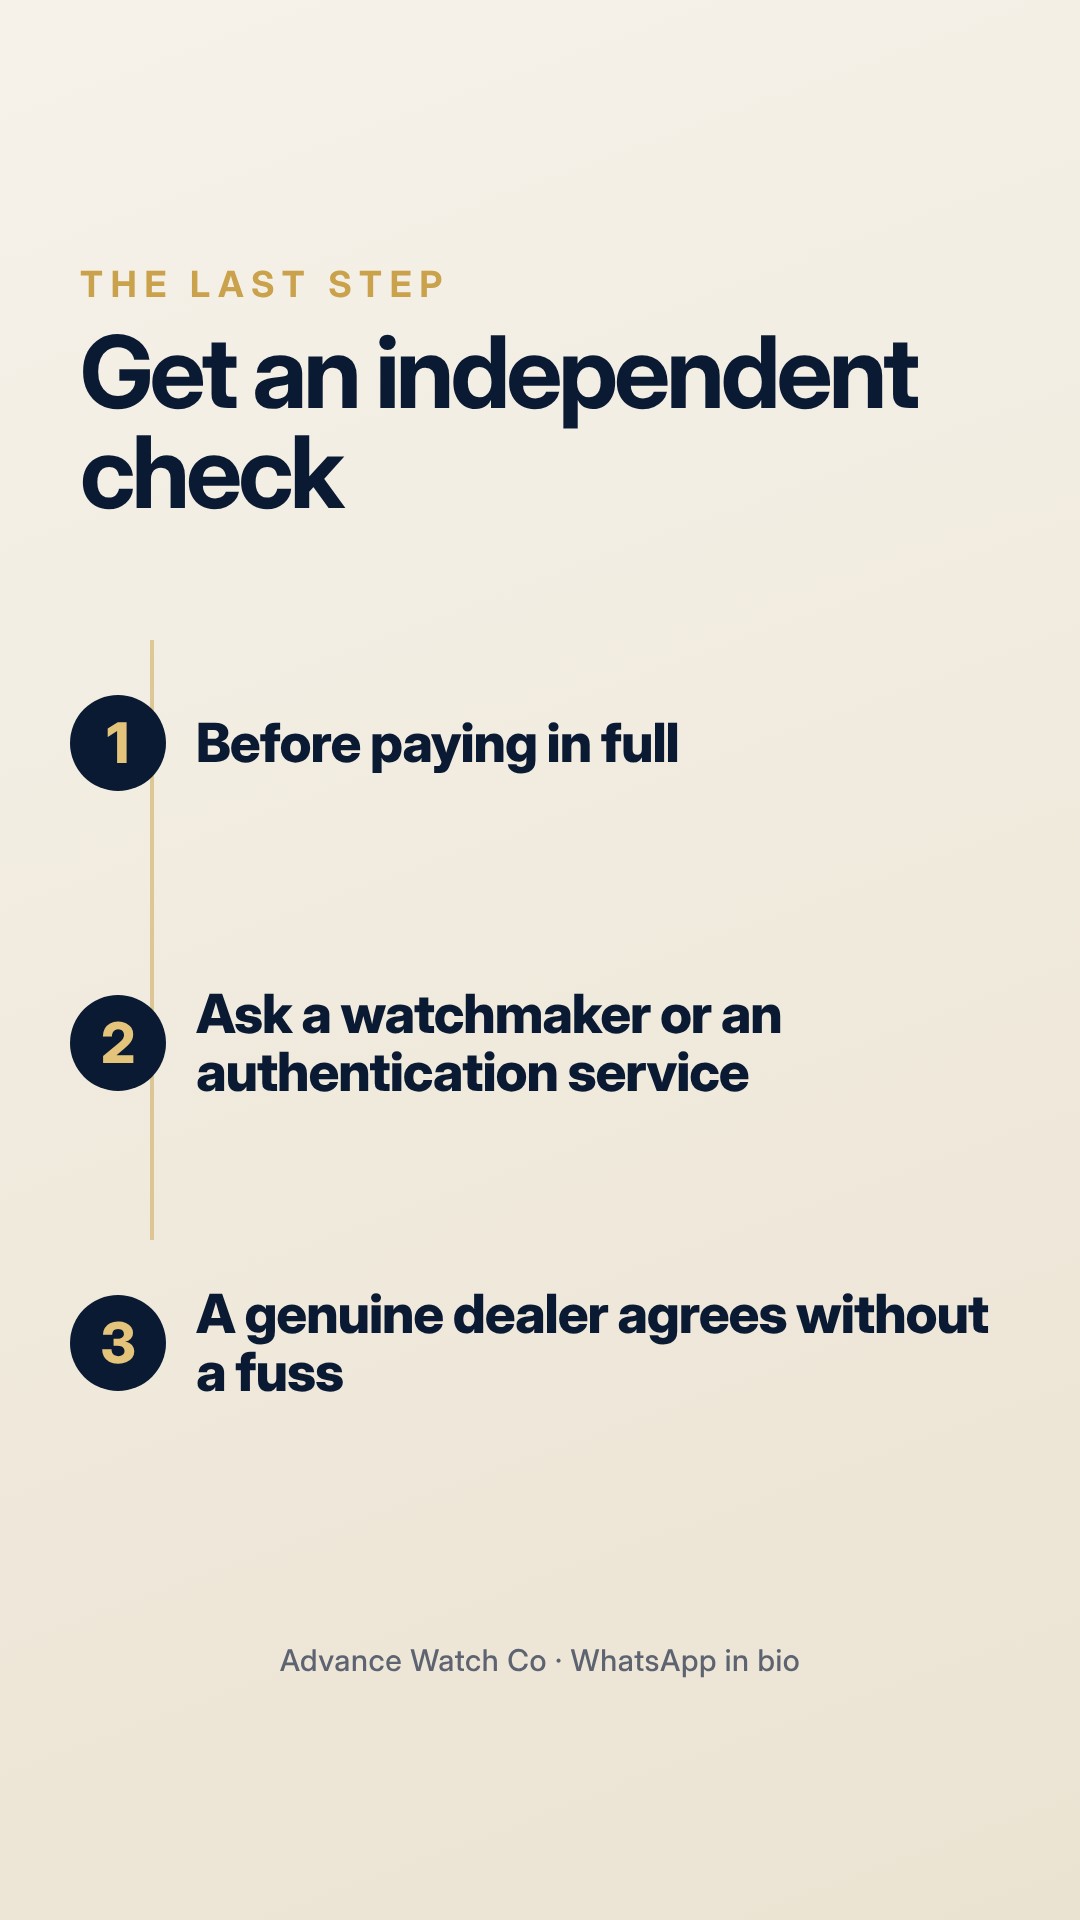 THE LAST STEP
Get an independent
check
1
Before paying in full
2
Ask a watchmaker or an
authentication service
3
A genuine dealer agrees without
a fuss
Advance Watch Co · WhatsApp in bio